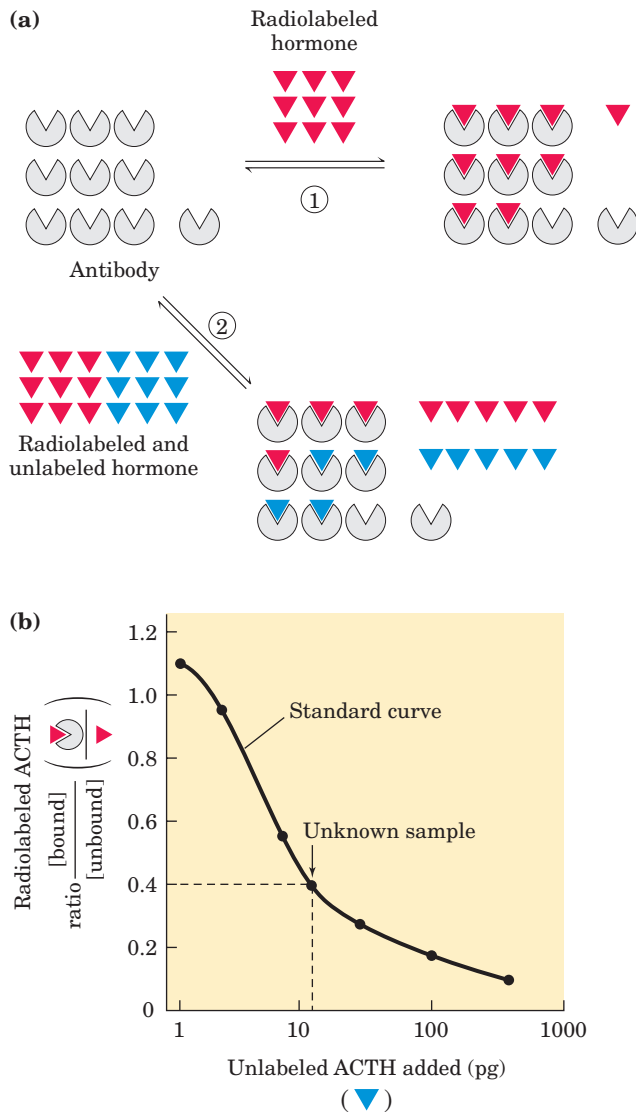 (a)
Radiolabeled
hormone
1
Antibody
2
Radiolabeled and
unlabeled hormone
(b)
Radiolabeled ACTH
ratio [bound]
[unbound]
1.2
1.0
0.8
0.6
0.4
0.2
0
Standard curve
Unknown sample
1 10 100 1000
Unlabeled ACTH added (pg)
( )